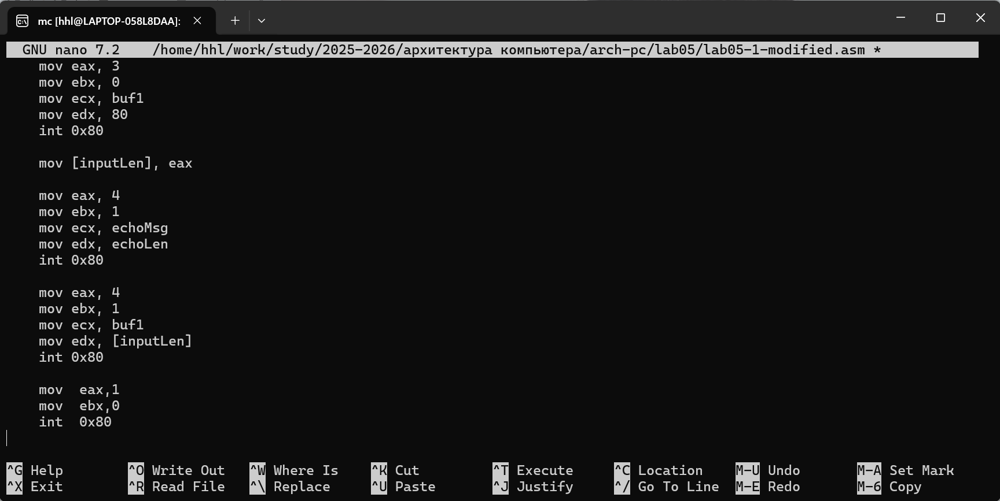 mc [hhl@LAPTOP-058L8DAA]:
GNU nano 7.2    /home/hhl/work/study/2025-2026/архитектура компьютера/arch-pc/lab05/lab05-1-modified.asm *
    mov eax, 3
    mov ebx, 0
    mov ecx, buf1
    mov edx, 80
    int 0x80

    mov [inputLen], eax

    mov eax, 4
    mov ebx, 1
    mov ecx, echoMsg
    mov edx, echoLen
    int 0x80

    mov eax, 4
    mov ebx, 1
    mov ecx, buf1
    mov edx, [inputLen]
    int 0x80

    mov  eax,1
    mov  ebx,0
    int  0x80

^G Help ^O Write Out ^W Where Is ^K Cut ^T Execute ^C Location M-U Undo M-A Set Mark
^X Exit ^R Read File ^\ Replace ^U Paste ^J Justify ^/ Go To Line M-E Redo M-6 Copy